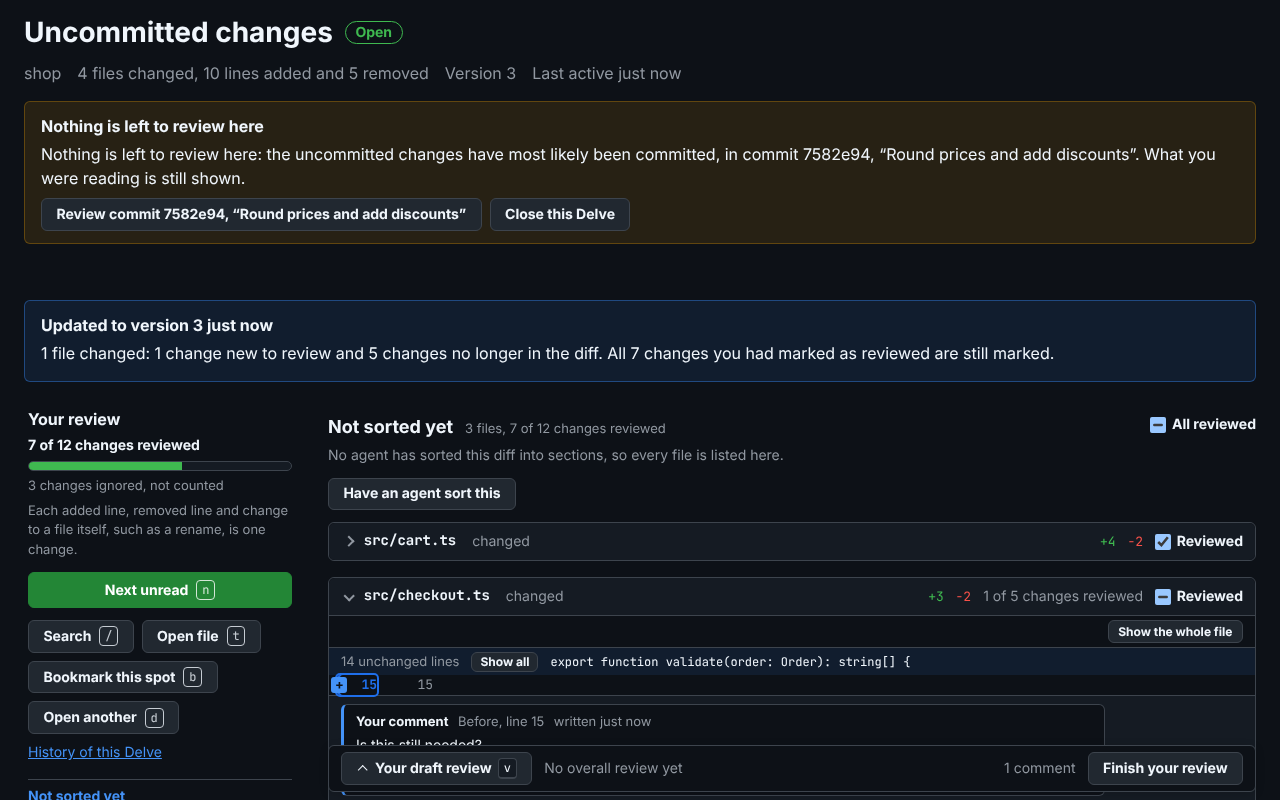 Uncommitted changes Open
shop 4 files changed, 10 lines added and 5 removed Version 3 Last active just now
Nothing is left to review here
Nothing is left to review here: the uncommitted changes have most likely been committed, in commit 7582e94, “Round prices and add discounts”. What you
were reading is still shown.
Review commit 7582e94, “Round prices and add discounts” Close this Delve
Updated to version 3 just now
1 file changed: 1 change new to review and 5 changes no longer in the diff. All 7 changes you had marked as reviewed are still marked.
Your review
7 of 12 changes reviewed
3 changes ignored, not counted
Each added line, removed line and change
to a file itself, such as a rename, is one
change.
Next unread n
Search / Open file t
Bookmark this spot b
Open another d
History of this Delve
Not sorted yet
Not sorted yet 3 files, 7 of 12 changes reviewed All reviewed
No agent has sorted this diff into sections, so every file is listed here.
Have an agent sort this
src/cart.ts changed +4 -2 Reviewed
src/checkout.ts changed +3 -2 1 of 5 changes reviewed Reviewed
Show the whole file
14 unchanged lines Show all export function validate(order: Order): string[] {
+ 15 15
Your comment Before, line 15 written just now
Is this still needed?
Your draft review v No overall review yet 1 comment Finish your review